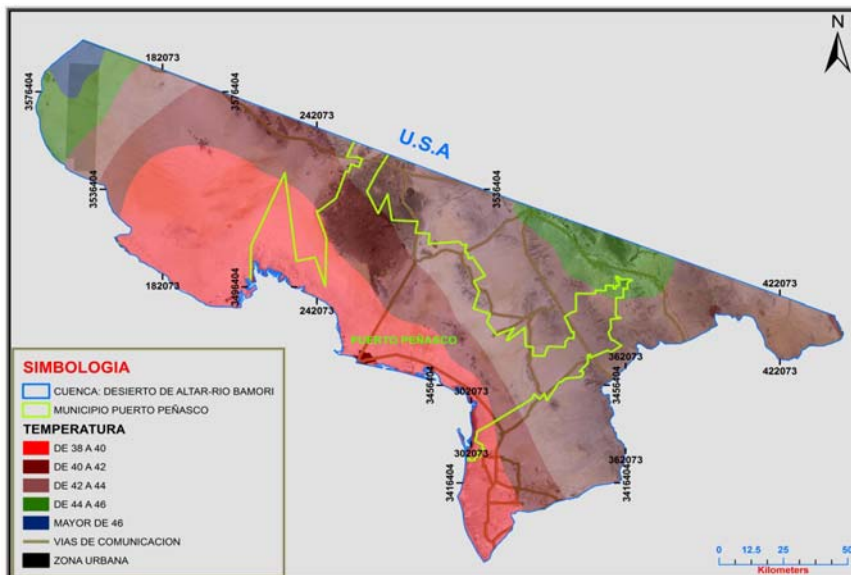 N
182073
3576404
3576404
242073
U.S.A
3536404
3536404
182073
3496404
242073
422073
PUERTO PEÑASCO
362073
422073
3456404
302073
3456404
302073
362073
3416404
3416404
SIMBOLOGIA
CUENCA: DESIERTO DE ALTAR-RIO BAMORI
MUNICIPIO PUERTO PEÑASCO
TEMPERATURA
DE 38 A 40
DE 40 A 42
DE 42 A 44
DE 44 A 46
MAYOR DE 46
VIAS DE COMUNICACION
ZONA URBANA
0 12.5 25 50
Kilometers